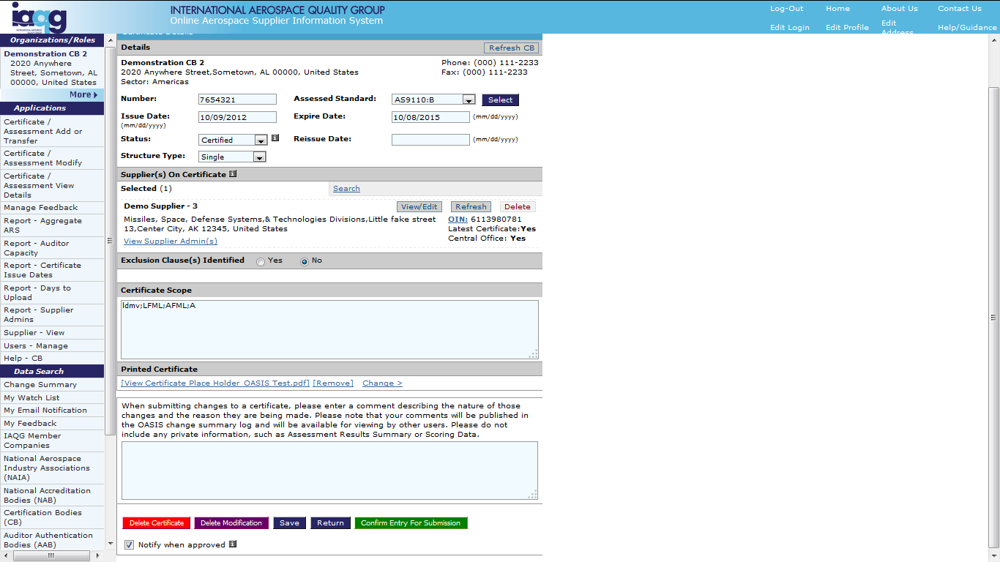 iaqg
INTERNATIONAL AEROSPACE QUALITY GROUP
INTERNATIONAL AEROSPACE QUALITY GROUP
Online Aerospace Supplier Information System
Log-Out Home About Us Contact Us
Edit Login Edit Profile Edit Address Help/Guidance
Organizations/Roles
Demonstration CB 2
2020 Anywhere
Street, Sometown, AL
00000, United States
More
Applications
Certificate /
Assessment Add or
Transfer
Certificate /
Assessment Modify
Certificate /
Assessment View
Details
Manage Feedback
Report - Aggregate
ARS
Report - Auditor
Capacity
Report - Certificate
Issue Dates
Report - Days to
Upload
Report - Supplier
Admins
Supplier - View
Users - Manage
Help - CB
Data Search
Change Summary
My Watch List
My Email Notification
My Feedback
IAQG Member
Companies
National Aerospace
Industry Associations
(NAIA)
National Accreditation
Bodies (NAB)
Certification Bodies
(CB)
Auditor Authentication
Bodies (AAB)
Certificate Details
Details Refresh CB
Demonstration CB 2 Phone: (000) 111-2233
2020 Anywhere Street,Sometown, AL 00000, United States Fax: (000) 111-2233
Sector: Americas
Number: 7654321 Assessed Standard: AS9110:B Select
Issue Date: 10/09/2012 Expire Date: 10/08/2015 (mm/dd/yyyy)
(mm/dd/yyyy)
Status: Certified Reissue Date: (mm/dd/yyyy)
Structure Type: Single
Supplier(s) On Certificate
Selected (1) Search
Demo Supplier - 3 View/Edit Refresh Delete
Missiles, Space, Defense Systems,& Technologies Divisions,Little fake street OIN: 6113980781
13,Center City, AK 12345, United States Latest Certificate:Yes
View Supplier Admin(s) Central Office: Yes
Exclusion Clause(s) Identified Yes No
Certificate Scope
ldmv;LFML;AFML;A
Printed Certificate
[View Certificate Place Holder_OASIS Test.pdf] [Remove] Change >
When submitting changes to a certificate, please enter a comment describing the nature of those
changes and the reason they are being made. Please note that your comments will be published in
the OASIS change summary log and will be available for viewing by other users. Please do not
include any private information, such as Assessment Results Summary or Scoring Data.
Delete Certificate Delete Modification Save Return Confirm Entry For Submission
Notify when approved